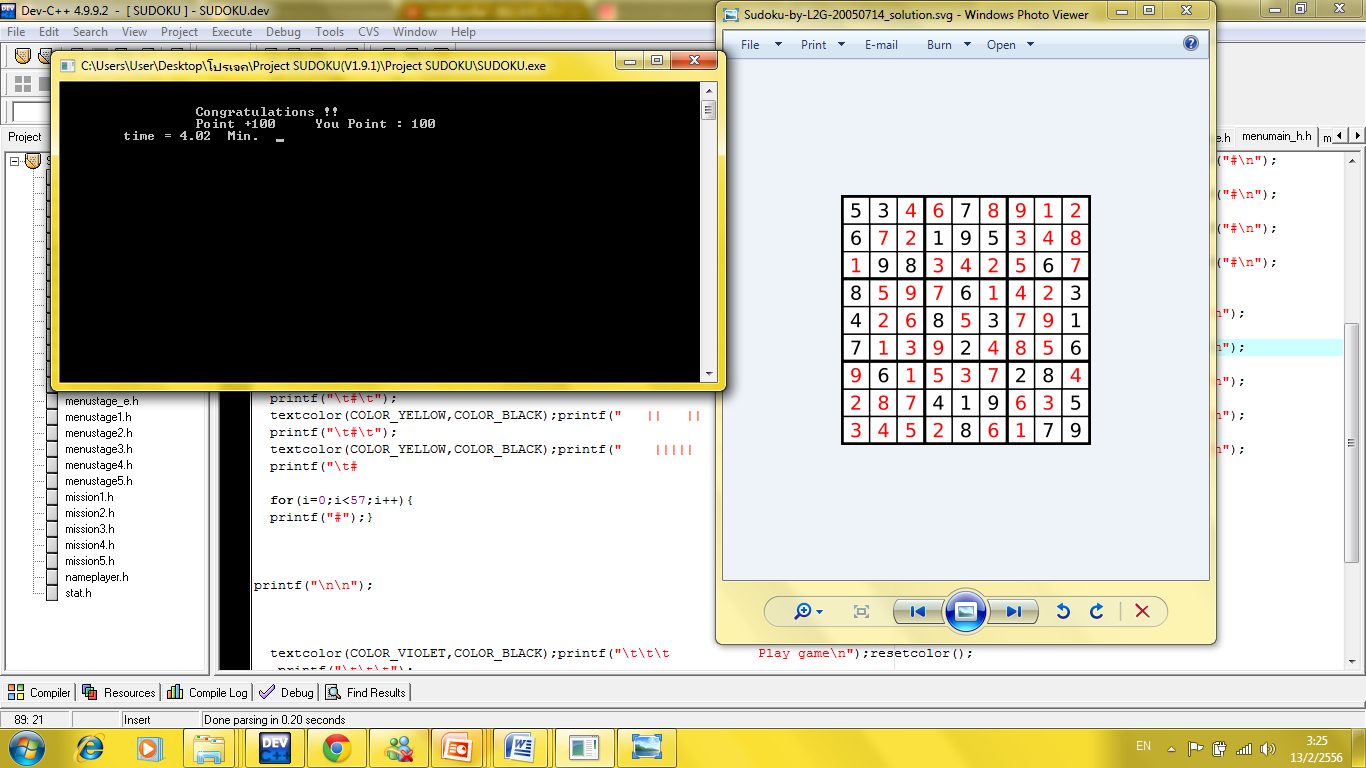 Dev-C++ 4.9.9.2 - [ SUDOKU ] - SUDOKU.dev
File Edit Search View Project Execute Debug Tools CVS Window Help
C:\Users\User\Desktop\โปรเจค\Project SUDOKU(V1.9.1)\Project SUDOKU\SUDOKU.exe
Congratulations !!
Point +100 You Point : 100
time = 4.02 Min. _
Sudoku-by-L2G-20050714_solution.svg - Windows Photo Viewer
File Print E-mail Burn Open
5 3 4 6 7 8 9 1 2
6 7 2 1 9 5 3 4 8
1 9 8 3 4 2 5 6 7
8 5 9 7 6 1 4 2 3
4 2 6 8 5 3 7 9 1
7 1 3 9 2 4 8 5 6
9 6 1 5 3 7 2 8 4
2 8 7 4 1 9 6 3 5
3 4 5 2 8 6 1 7 9
Project
e.h menumain_h.h m
("#\n");
("#\n");
("#\n");
("#\n");
\n");
\n");
\n");
\n");
\n");
menustage_e.h
menustage1.h
menustage2.h
menustage3.h
menustage4.h
menustage5.h
mission1.h
mission2.h
mission3.h
mission4.h
mission5.h
nameplayer.h
stat.h
printf("\t#\t");
textcolor(COLOR_YELLOW,COLOR_BLACK);printf(" || ||
printf("\t#\t");
textcolor(COLOR_YELLOW,COLOR_BLACK);printf(" |||||
printf("\t#
for(i=0;i<57;i++){
printf("#");}
printf("\n\n");
textcolor(COLOR_VIOLET,COLOR_BLACK);printf("\t\t\t Play game\n");resetcolor();
printf("\t\t\t");
Compiler Resources Compile Log Debug Find Results
89: 21 Insert Done parsing in 0.20 seconds
DEV C++
EN
3:25
13/2/2556